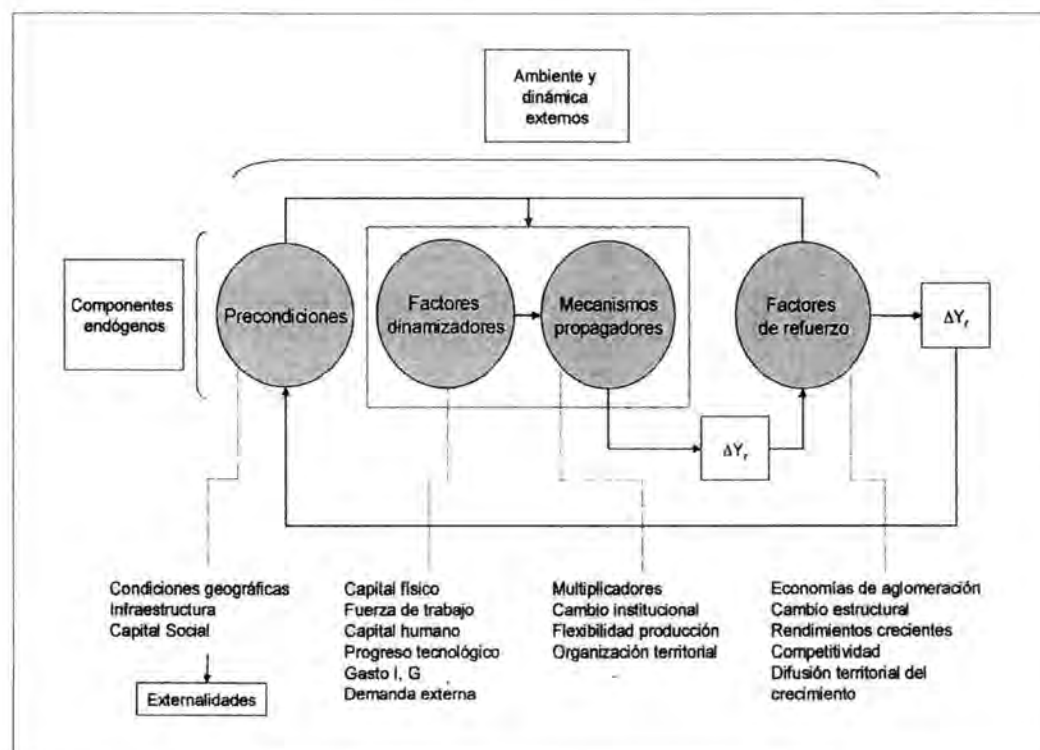 Ambiente y
dinámica
externos
Componentes
endógenos
Precondiciones
Factores
dinamizadores
Mecanismos
propagadores
Factores
de refuerzo
ΔYr
ΔYr
Condiciones geográficas
Infraestructura
Capital Social
Externalidades
Capital físico
Fuerza de trabajo
Capital humano
Progreso tecnológico
Gasto I, G
Demanda externa
Multiplicadores
Cambio institucional
Flexibilidad producción
Organización territorial
Economías de aglomeración
Cambio estructural
Rendimientos crecientes
Competitividad
Difusión territorial del
crecimiento